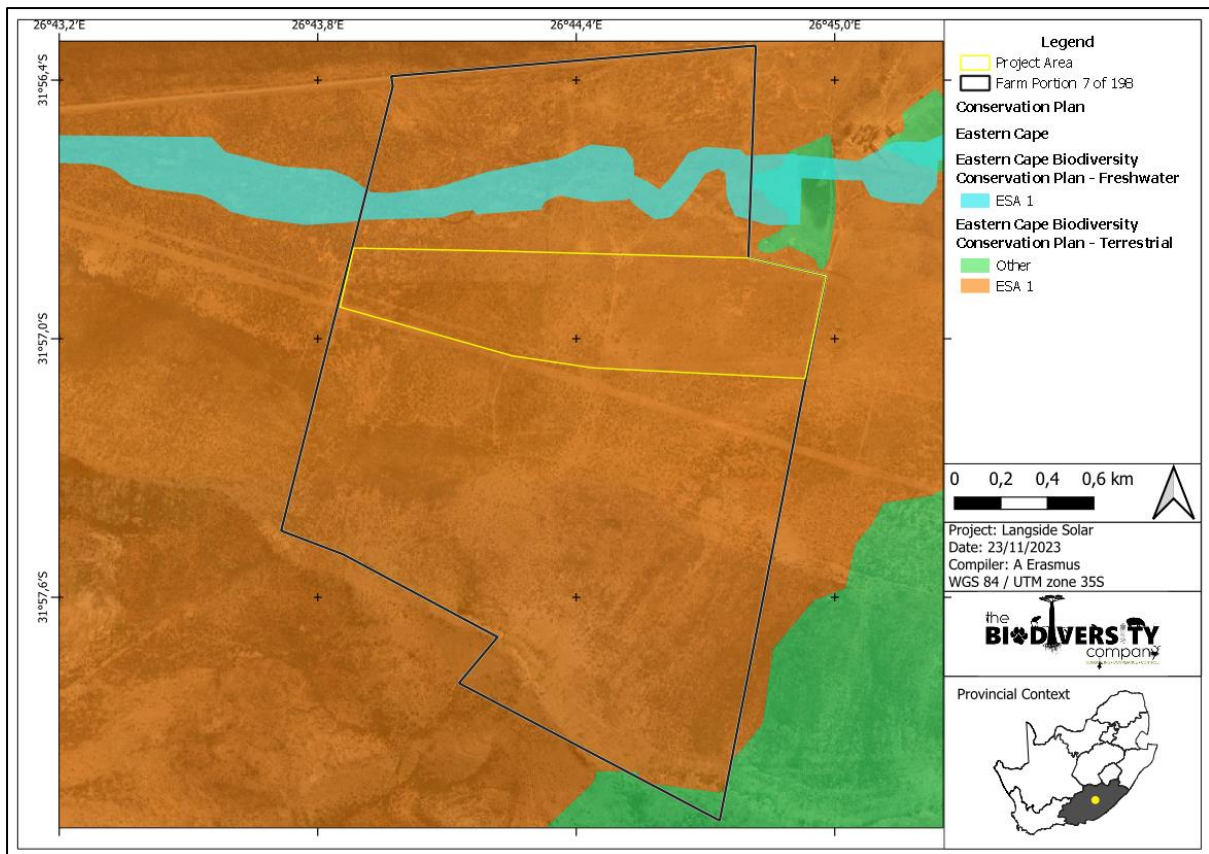 26°43,2'E
26°43,8'E
26°44,4'E
26°45,0'E
31°56,4'S
31°57,0'S
31°57,6'S
Legend
Project Area
Farm Portion 7 of 198
Conservation Plan
Eastern Cape
Eastern Cape Biodiversity
Conservation Plan - Freshwater
ESA 1
Eastern Cape Biodiversity
Conservation Plan - Terrestrial
Other
ESA 1
0 0,2 0,4 0,6 km
Project: Langside Solar
Date: 23/11/2023
Compiler: A Erasmus
WGS 84 / UTM zone 35S
the
BIODIVERSITY
company
Provincial Context